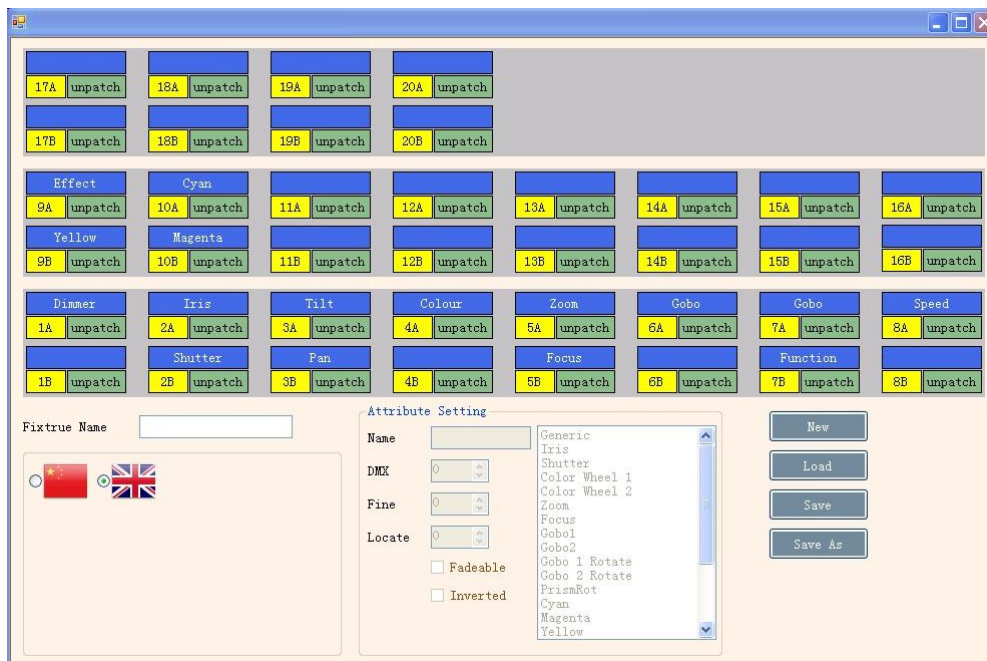 17A unpatch 18A unpatch 19A unpatch 20A unpatch
17B unpatch 18B unpatch 19B unpatch 20B unpatch
Effect Cyan
9A unpatch 10A unpatch 11A unpatch 12A unpatch 13A unpatch 14A unpatch 15A unpatch 16A unpatch
Yellow Magenta
9B unpatch 10B unpatch 11B unpatch 12B unpatch 13B unpatch 14B unpatch 15B unpatch 16B unpatch
Dimmer Iris Tilt Colour Zoom Gobo Gobo Speed
1A unpatch 2A unpatch 3A unpatch 4A unpatch 5A unpatch 6A unpatch 7A unpatch 8A unpatch
Shutter Pan Focus Function
1B unpatch 2B unpatch 3B unpatch 4B unpatch 5B unpatch 6B unpatch 7B unpatch 8B unpatch
Fixtrue Name
Attribute Setting
Name
DMX 0
Fine 0
Locate 0
Fadeable
Inverted
Generic
Iris
Shutter
Color Wheel 1
Color Wheel 2
Zoom
Focus
Gobo1
Gobo2
Gobo 1 Rotate
Gobo 2 Rotate
PrismRot
Cyan
Magenta
Yellow
New
Load
Save
Save As